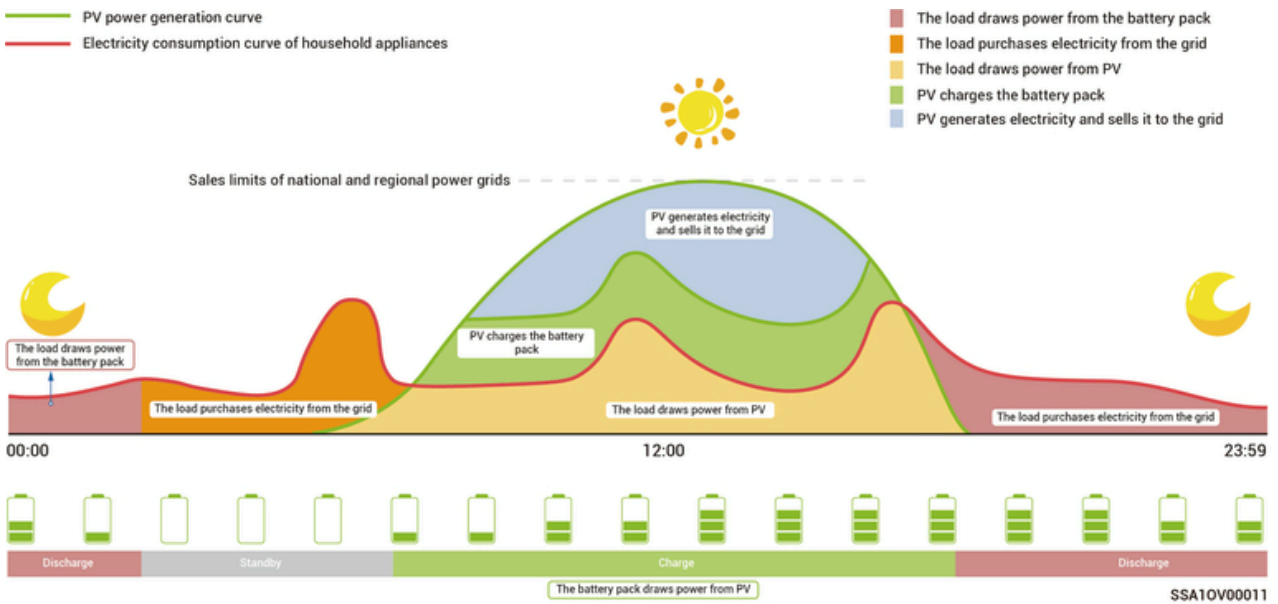 PV power generation curve
Electricity consumption curve of household appliances
The load draws power from the battery pack
The load purchases electricity from the grid
The load draws power from PV
PV charges the battery pack
PV generates electricity and sells it to the grid
Sales limits of national and regional power grids
PV generates electricity
and sells it to the grid
The load draws power
from the battery pack
PV charges the battery
pack
The load purchases electricity from the grid
The load draws power from PV
The load purchases electricity from the grid
00:00
12:00
23:59
Discharge
Standby
Charge
Discharge
The battery pack draws power from PV
SSA1OV00011